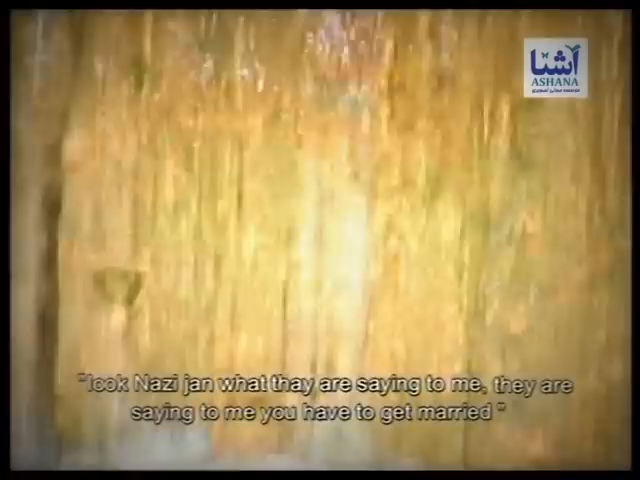 آشنا
ASHANA
"look Nazi jan what thay are saying to me, they are
saying to me you have to get married"